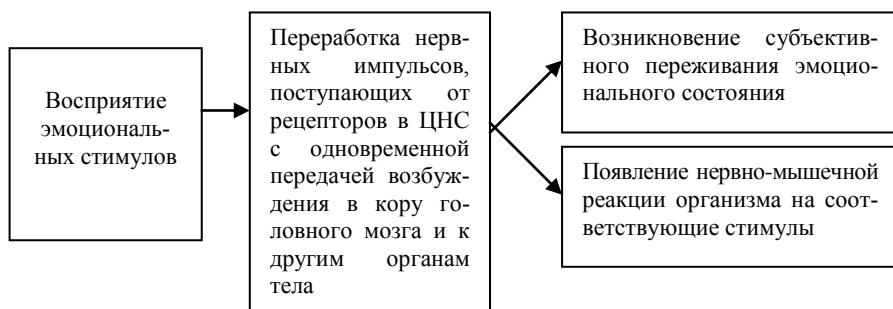 Восприятие
эмоциональ-
ных стимулов
Переработка нерв-
ных импульсов,
поступающих от
рецепторов в ЦНС
с одновременной
передачей возбуж-
дения в кору го-
ловного мозга и к
другим органам
тела
Возникновение субъектив-
ного переживания эмоцио-
нального состояния
Появление нервно-мышечной
реакции организма на соот-
ветствующие стимулы